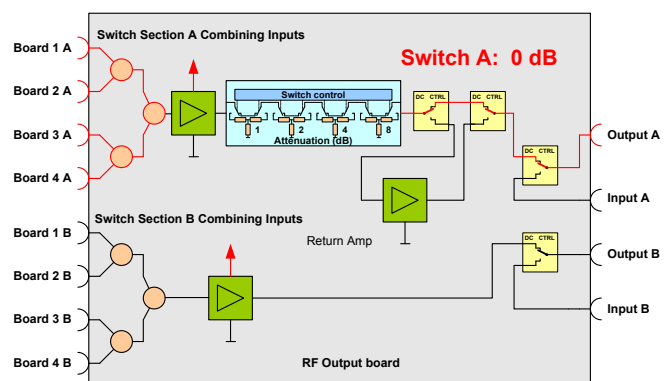 Switch Section A Combining Inputs
Switch A: 0 dB
Board 1 A
Board 2 A
Board 3 A
Board 4 A
Switch control
1 2 4 8
Attenuation (dB)
DC CTRL
DC CTRL
DC CTRL
Output A
Input A
Return Amp
Switch Section B Combining Inputs
Board 1 B
Board 2 B
Board 3 B
Board 4 B
DC CTRL
Output B
Input B
RF Output board